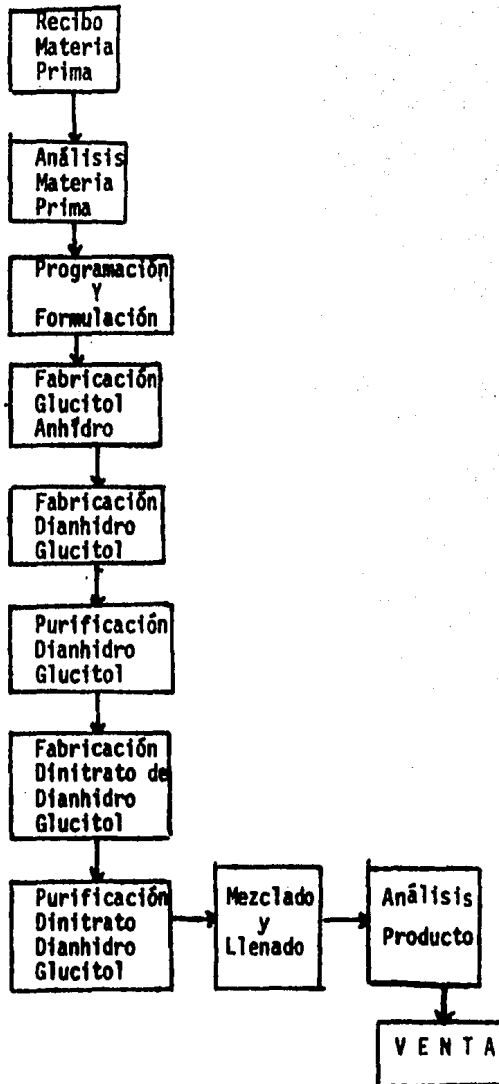 Recibo
Materia
Prima
Análisis
Materia
Prima
Programación
Y
Formulación
Fabricación
Glucitol
Anhídro
Fabricación
Dianhidro
Glucitol
Purificación
Dianhidro
Glucitol
Fabricación
Dinitrato de
Dianhidro
Glucitol
Purificación
Dinitrato
Dianhidro
Glucitol
Mezclado
y
Llenado
Análisis
Producto
V E N T A